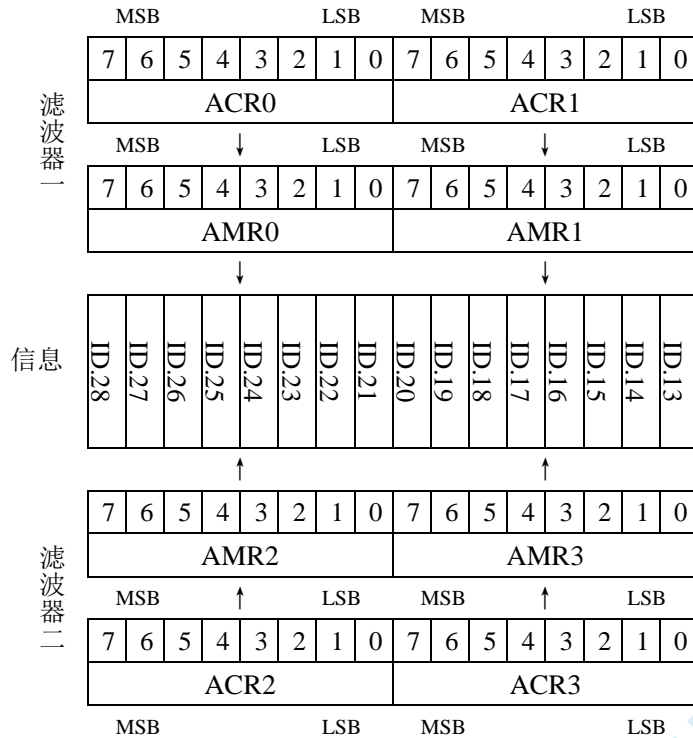 MSB LSB MSB LSB
7 6 5 4 3 2 1 0 7 6 5 4 3 2 1 0
ACR0 ACR1
滤波器一
MSB LSB MSB LSB
7 6 5 4 3 2 1 0 7 6 5 4 3 2 1 0
AMR0 AMR1
信息
ID.28 ID.27 ID.26 ID.25 ID.24 ID.23 ID.22 ID.21 ID.20 ID.19 ID.18 ID.17 ID.16 ID.15 ID.14 ID.13
7 6 5 4 3 2 1 0 7 6 5 4 3 2 1 0
AMR2 AMR3
滤波器二
MSB LSB MSB LSB
7 6 5 4 3 2 1 0 7 6 5 4 3 2 1 0
ACR2 ACR3
MSB LSB MSB LSB